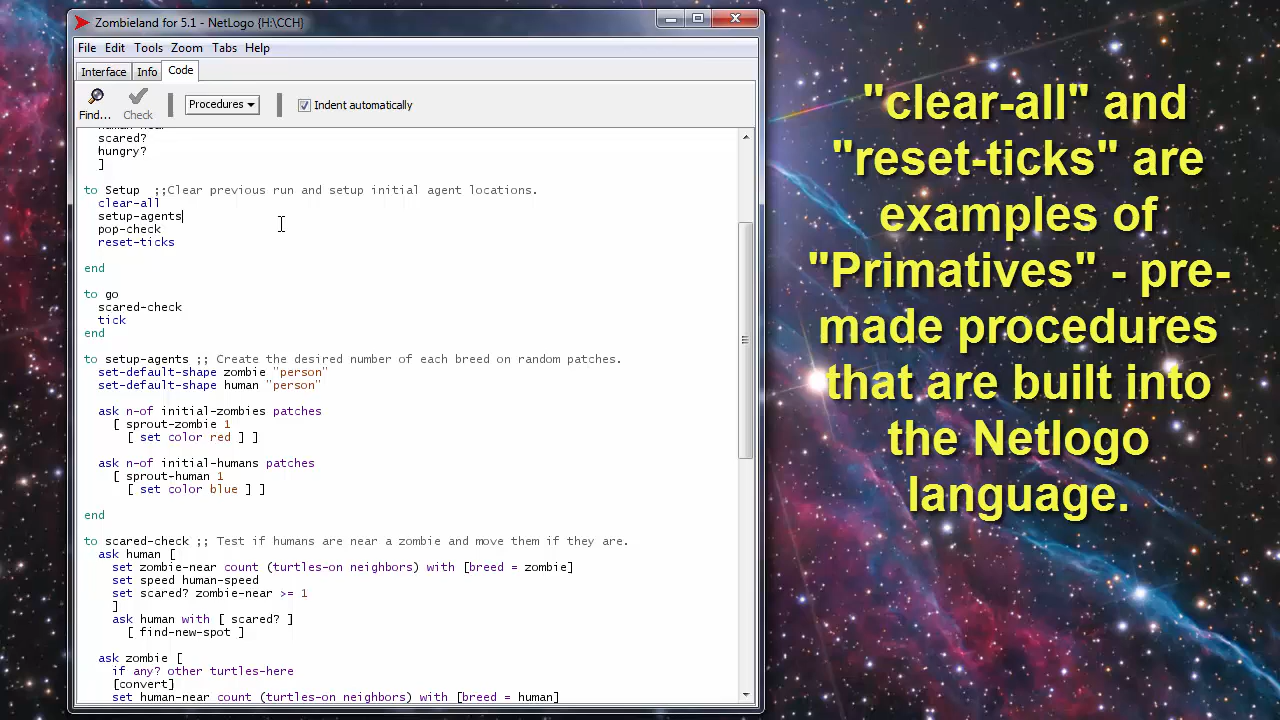 Zombieland for 5.1 - NetLogo {H:\CCH}
File Edit Tools Zoom Tabs Help
Interface Info Code
Find... Check Procedures Indent automatically
scared?
hungry?
]
to Setup ;;Clear previous run and setup initial agent locations.
clear-all
setup-agents
pop-check
reset-ticks
end
to go
scared-check
tick
end
to setup-agents ;; Create the desired number of each breed on random patches.
set-default-shape zombie "person"
set-default-shape human "person"
ask n-of initial-zombies patches
[ sprout-zombie 1
[ set color red ] ]
ask n-of initial-humans patches
[ sprout-human 1
[ set color blue ] ]
end
to scared-check ;; Test if humans are near a zombie and move them if they are.
ask human [
set zombie-near count (turtles-on neighbors) with [breed = zombie]
set speed human-speed
set scared? zombie-near >= 1
]
ask human with [ scared? ]
[ find-new-spot ]
ask zombie [
if any? other turtles-here
[convert]
set human-near count (turtles-on neighbors) with [breed = human]
"clear-all" and
"reset-ticks" are
examples of
"Primatives" - pre-
made procedures
that are built into
the Netlogo
language.